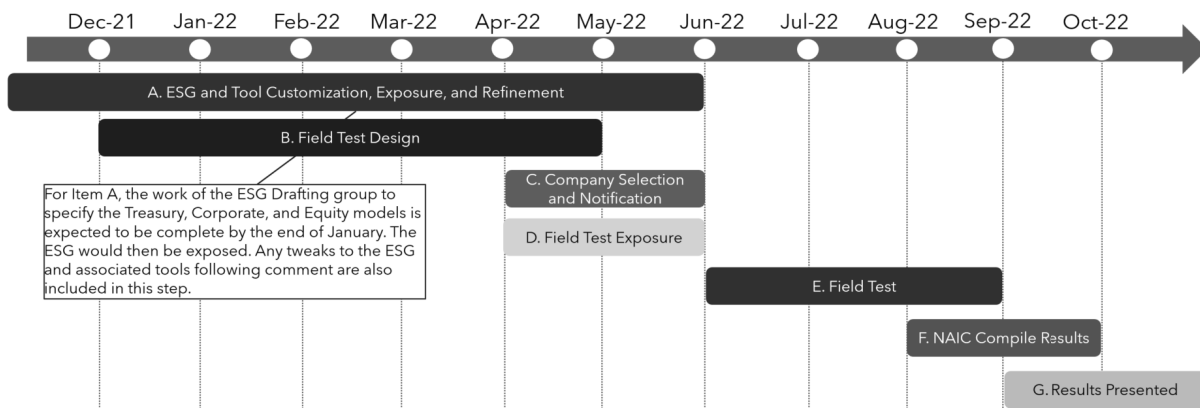 Dec-21 Jan-22 Feb-22 Mar-22 Apr-22 May-22 Jun-22 Jul-22 Aug-22 Sep-22 Oct-22
A. ESG and Tool Customization, Exposure, and Refinement
B. Field Test Design
For Item A, the work of the ESG Drafting group to
specify the Treasury, Corporate, and Equity models is
expected to be complete by the end of January. The
ESG would then be exposed. Any tweaks to the ESG
and associated tools following comment are also
included in this step.
C. Company Selection
and Notification
D. Field Test Exposure
E. Field Test
F. NAIC Compile Results
G. Results Presented